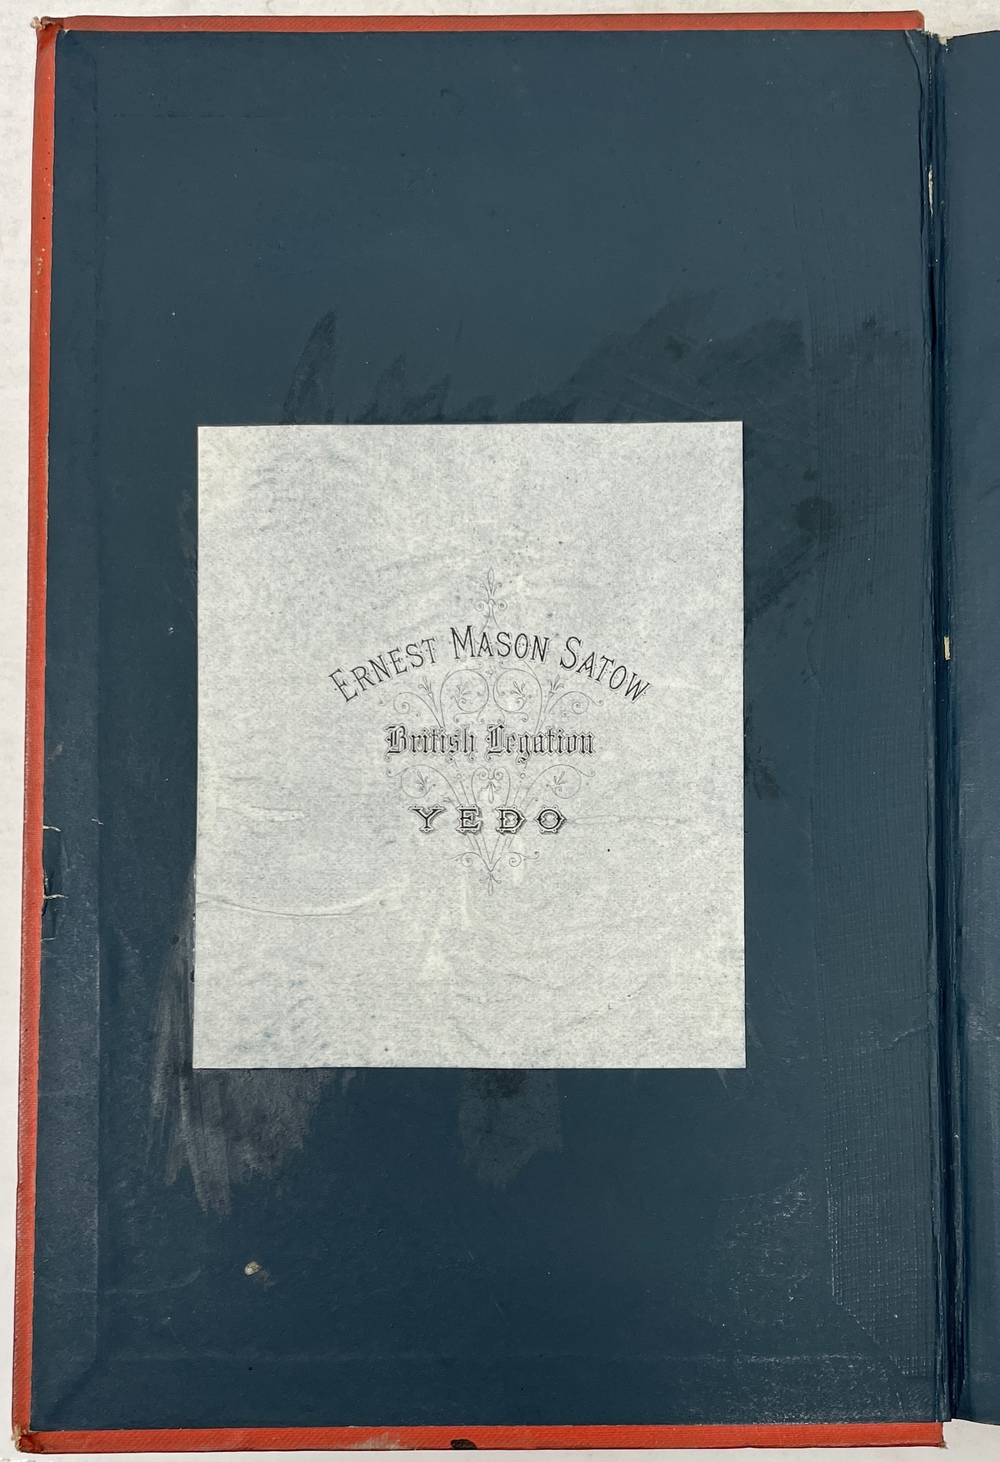 ERNEST MASON SATOW
British Legation
YEDO